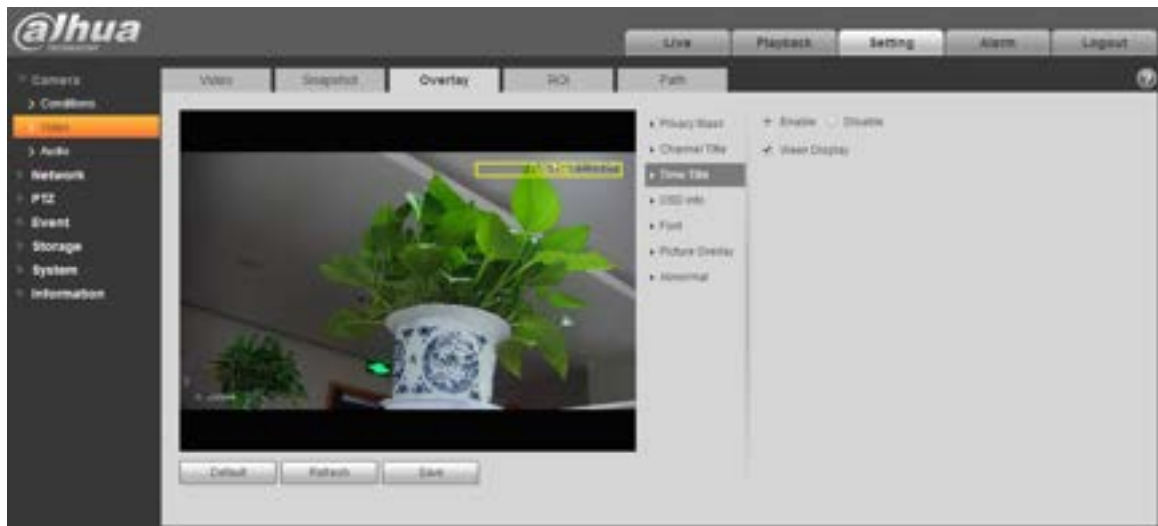 alhua
Live Playback Setting Alarm Logout
Camera
Conditions
Video
Audio
Network
PTZ
Event
Storage
System
Information
Video Snapshot Overlay ROI Path
Privacy Mask
Channel Title
Time Title
OSD Info
Font
Picture Overlay
Abnormal
Enable Disable
Week Display
Default Refresh Save